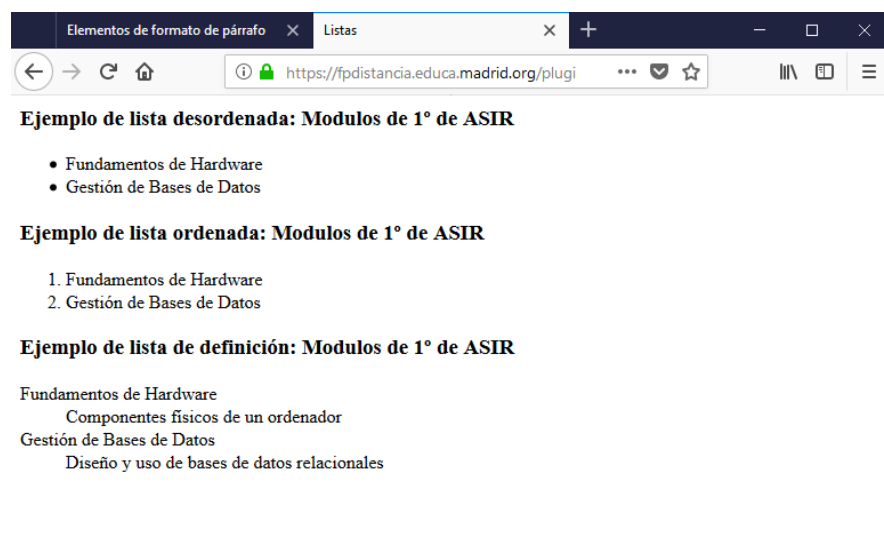 Elementos de formato de párrafo
Listas
https://fpdistancia.educa.madrid.org/plugi
Ejemplo de lista desordenada: Modulos de 1º de ASIR
• Fundamentos de Hardware
• Gestión de Bases de Datos
Ejemplo de lista ordenada: Modulos de 1º de ASIR
1. Fundamentos de Hardware
2. Gestión de Bases de Datos
Ejemplo de lista de definición: Modulos de 1º de ASIR
Fundamentos de Hardware
Componentes físicos de un ordenador
Gestión de Bases de Datos
Diseño y uso de bases de datos relacionales